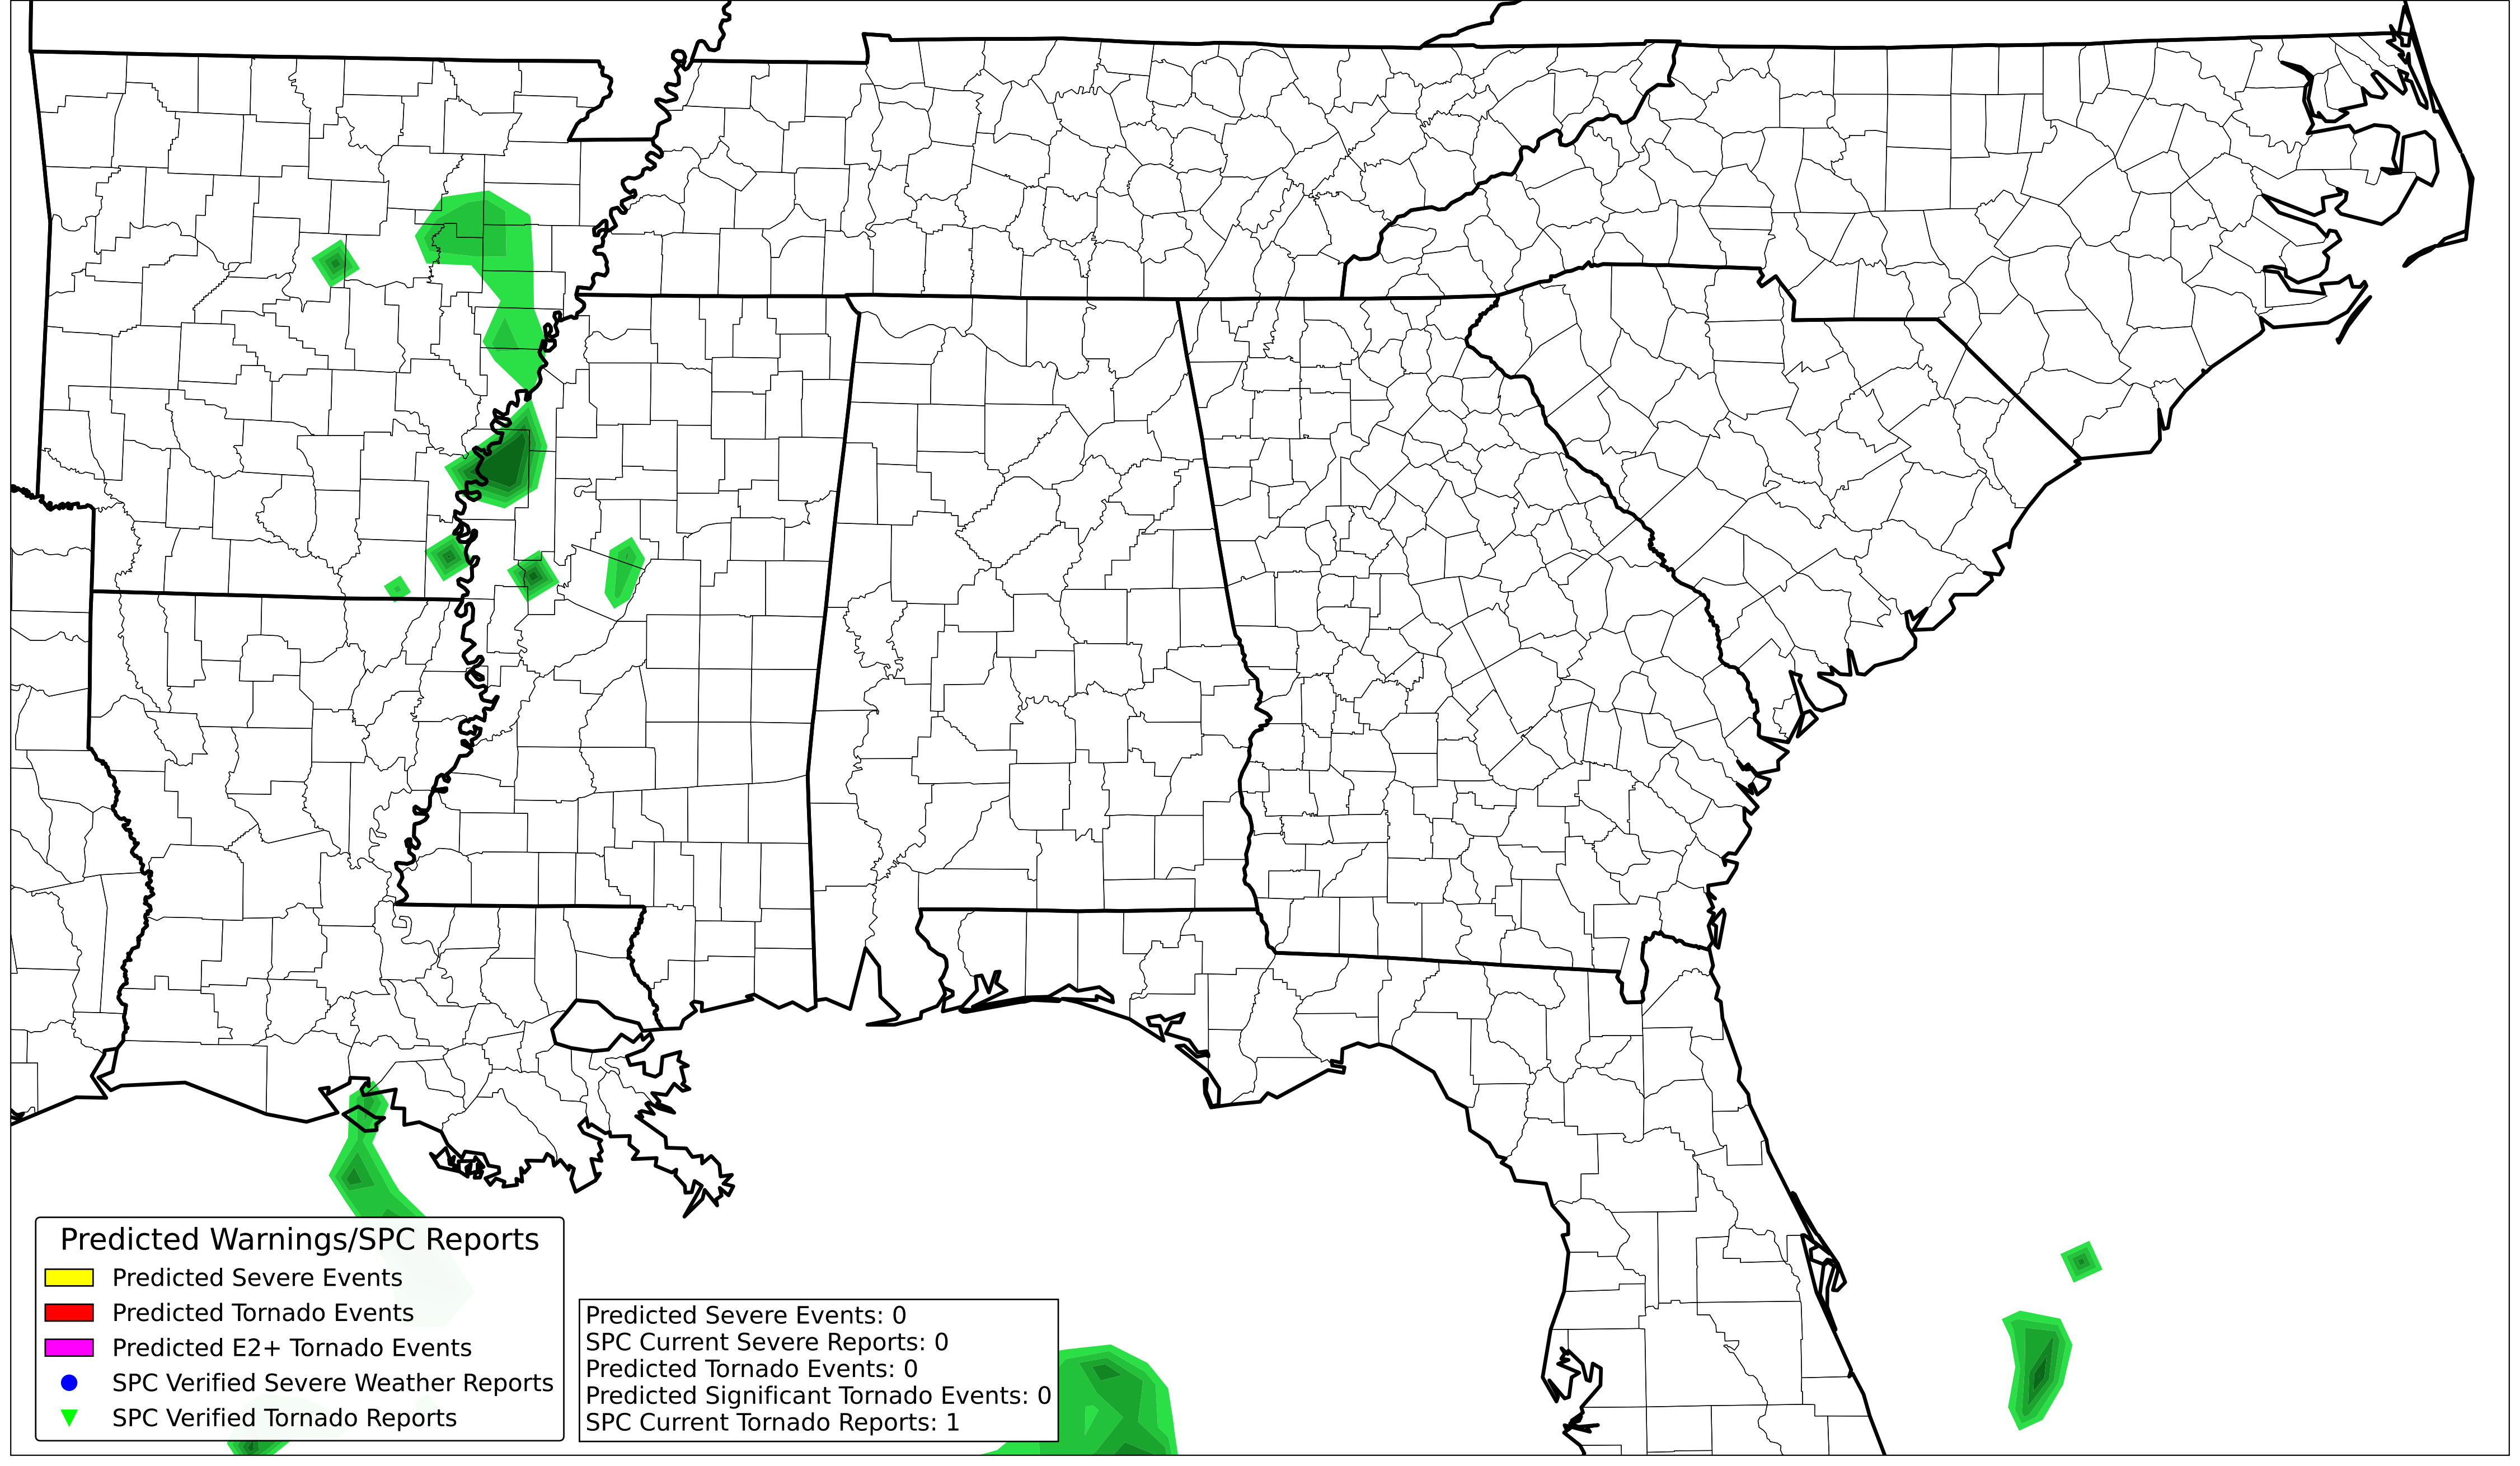 Predicted Warnings/SPC Reports
Predicted Severe Events
Predicted Tornado Events
Predicted E2+ Tornado Events
SPC Verified Severe Weather Reports
SPC Verified Tornado Reports
Predicted Severe Events: 0
SPC Current Severe Reports: 0
Predicted Tornado Events: 0
Predicted Significant Tornado Events: 0
SPC Current Tornado Reports: 1